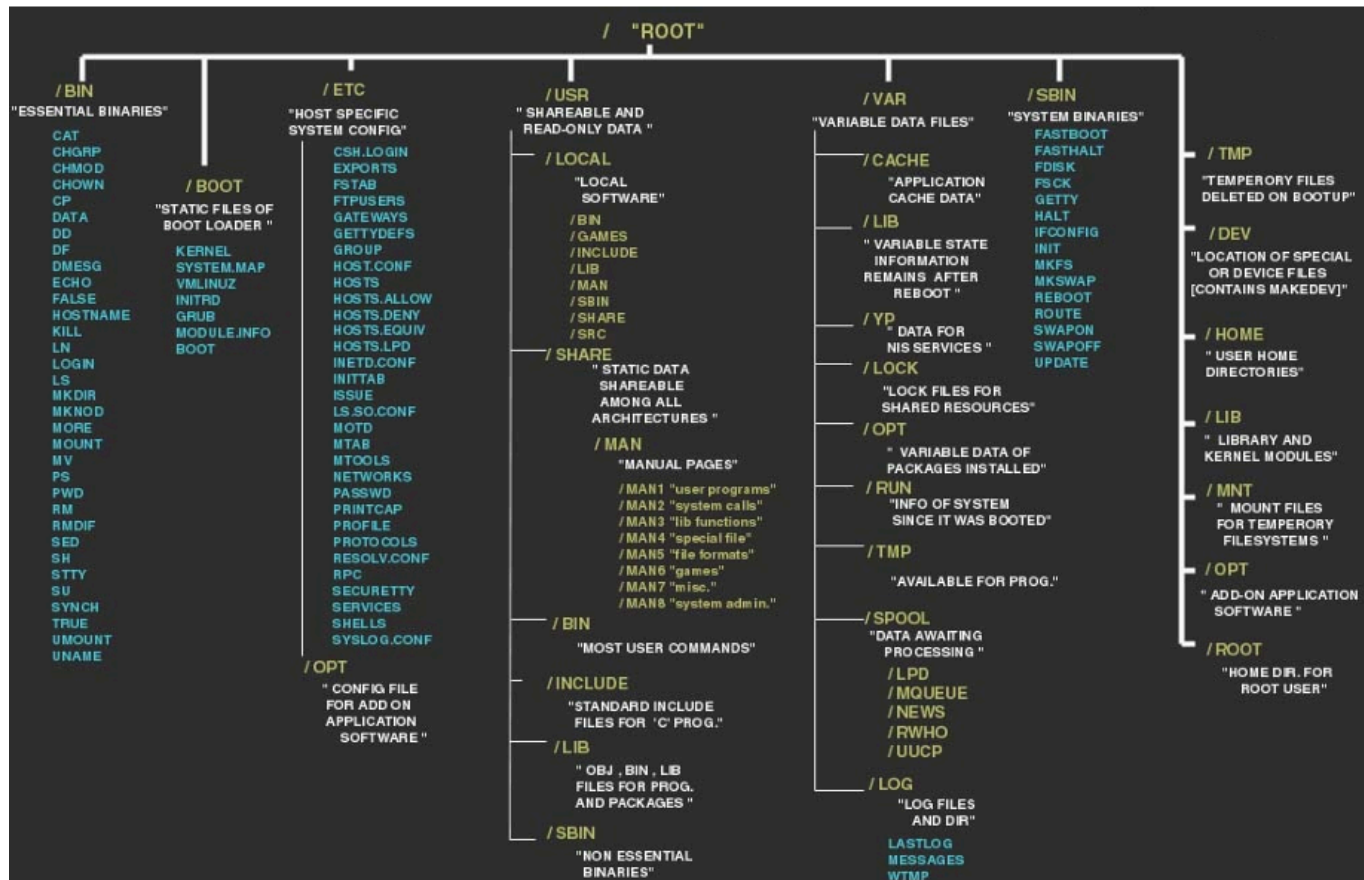 / "ROOT"
/BIN
"ESSENTIAL BINARIES"
CAT
CHGRP
CHMOD
CHOWN
CP
DATA
DD
DF
DMESG
ECHO
FALSE
HOSTNAME
KILL
LN
LOGIN
LS
MKDIR
MKNOD
MORE
MOUNT
MV
PS
PWD
RM
RMDIF
SED
SH
STTY
SU
SYNCH
TRUE
UMOUNT
UNAME
/BOOT
"STATIC FILES OF
BOOT LOADER "
KERNEL
SYSTEM.MAP
VMLINUZ
INITRD
GRUB
MODULE.INFO
BOOT
/ ETC
"HOST SPECIFIC
SYSTEM CONFIG"
CSH.LOGIN
EXPORTS
FSTAB
FTPUSERS
GATEWAYS
GETTYDEFS
GROUP
HOST.CONF
HOSTS
HOSTS.ALLOW
HOSTS.DENY
HOSTS.EQUIV
HOSTS.LPD
INETD.CONF
INITTAB
ISSUE
LS.SO.CONF
MOTD
MTAB
MTOOLS
NETWORKS
PASSWD
PRINTCAP
PROFILE
PROTOCOLS
RESOLV.CONF
RPC
SECURETTY
SERVICES
SHELLS
SYSLOG.CONF
/OPT
" CONFIG FILE
FOR ADD ON
APPLICATION
SOFTWARE "
/USR
" SHAREABLE AND
READ-ONLY DATA "
/LOCAL
"LOCAL
SOFTWARE"
/BIN
/GAMES
/INCLUDE
/LIB
/MAN
/SBIN
/SHARE
/SRC
/SHARE
" STATIC DATA
SHAREABLE
AMONG ALL
ARCHITECTURES "
/MAN
"MANUAL PAGES"
/MAN1 "user programs"
/MAN2 "system calls"
/MAN3 "lib functions"
/MAN4 "special file"
/MAN5 "file formats"
/MAN6 "games"
/MAN7 "misc."
/MAN8 "system admin."
/BIN
"MOST USER COMMANDS"
/INCLUDE
"STANDARD INCLUDE
FILES FOR 'C' PROG."
/LIB
" OBJ , BIN , LIB
FILES FOR PROG.
AND PACKAGES "
/SBIN
"NON ESSENTIAL
BINARIES"
/VAR
"VARIABLE DATA FILES"
/CACHE
"APPLICATION
CACHE DATA"
/LIB
" VARIABLE STATE
INFORMATION
REMAINS AFTER
REBOOT "
/YP
" DATA FOR
NIS SERVICES "
/LOCK
"LOCK FILES FOR
SHARED RESOURCES"
/OPT
" VARIABLE DATA OF
PACKAGES INSTALLED"
/RUN
"INFO OF SYSTEM
SINCE IT WAS BOOTED"
/TMP
"AVAILABLE FOR PROG."
/SPOOL
"DATA AWAITING
PROCESSING "
/LPD
/MQUEUE
/NEWS
/RWHO
/UUCP
/LOG
"LOG FILES
AND DIR"
LASTLOG
MESSAGES
WTMP
/SBIN
"SYSTEM BINARIES"
FASTBOOT
FASTHALT
FDISK
FSCK
GETTY
HALT
IFCONFIG
INIT
MKFS
MKSWAP
REBOOT
ROUTE
SWAPON
SWAPOFF
UPDATE
/TMP
"TEMPERORY FILES
DELETED ON BOOTUP"
/DEV
"LOCATION OF SPECIAL
OR DEVICE FILES
[CONTAINS MAKEDEV]"
/HOME
" USER HOME
DIRECTORIES"
/LIB
" LIBRARY AND
KERNEL MODULES"
/MNT
" MOUNT FILES
FOR TEMPERORY
FILESYSTEMS "
/OPT
" ADD-ON APPLICATION
SOFTWARE "
/ROOT
"HOME DIR. FOR
ROOT USER"